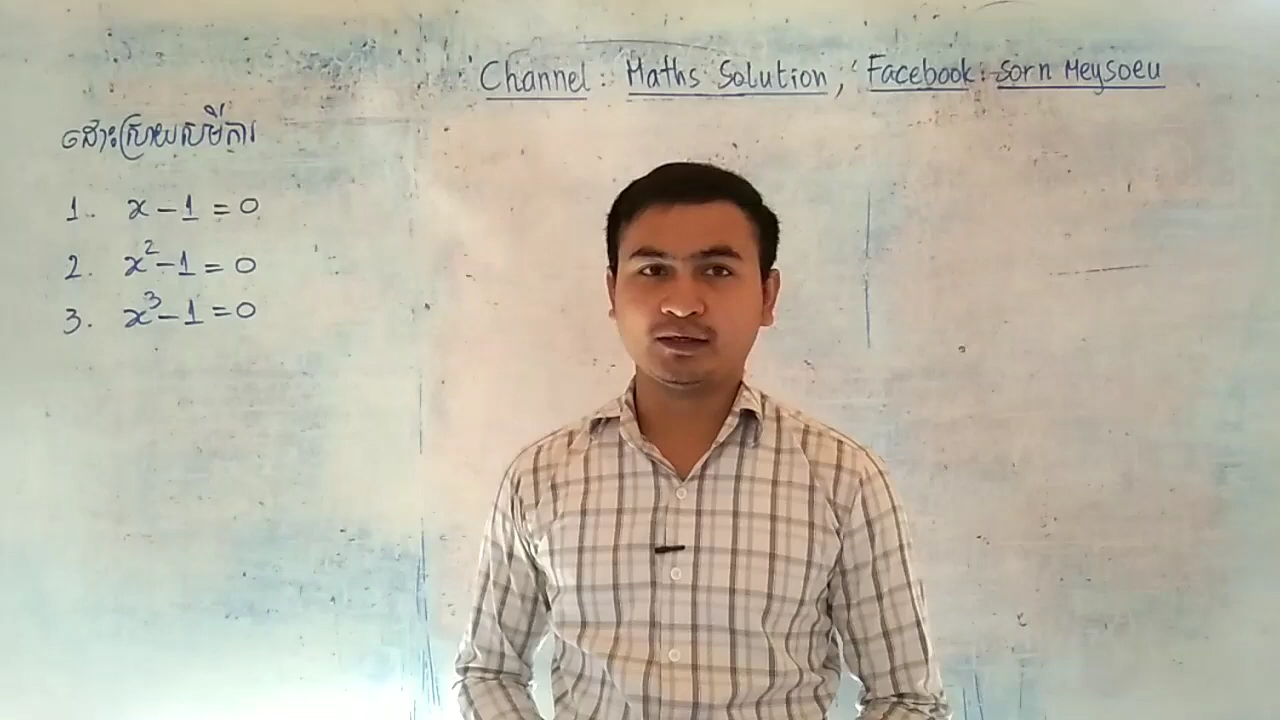 Channel : Maths Solution, Facebook : Sorn Meysoeu
ដោះស្រាយសមីការ
1. x - 1 = 0
2. x² - 1 = 0
3. x³ - 1 = 0